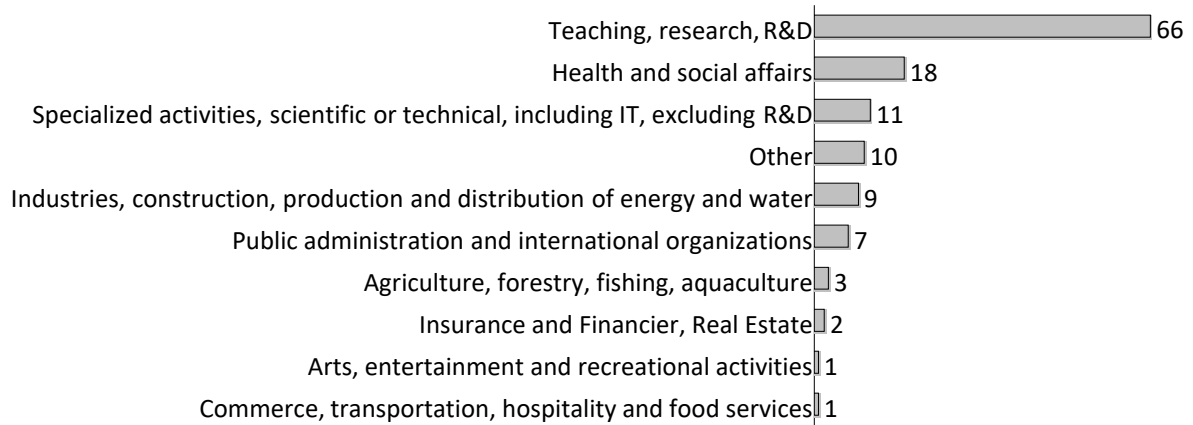 Teaching, research, R&D 66
Health and social affairs 18
Specialized activities, scientific or technical, including IT, excluding R&D 11
Other 10
Industries, construction, production and distribution of energy and water 9
Public administration and international organizations 7
Agriculture, forestry, fishing, aquaculture 3
Insurance and Financier, Real Estate 2
Arts, entertainment and recreational activities 1
Commerce, transportation, hospitality and food services 1